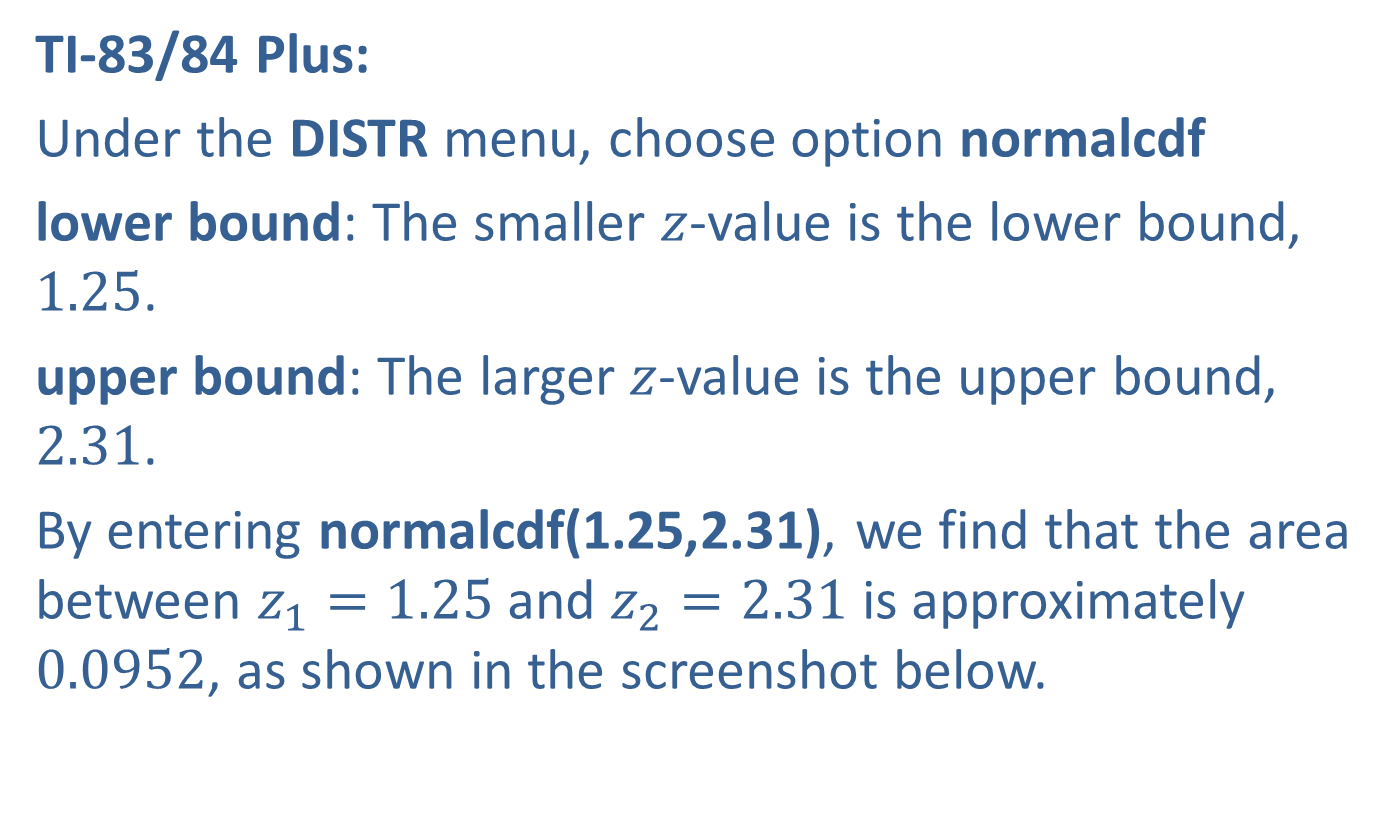 TI-83/84 Plus:
Under the DISTR menu, choose option normalcdf
lower bound: The smaller z-value is the lower bound,
1.25.
upper bound: The larger z-value is the upper bound,
2.31.
By entering normalcdf(1.25,2.31), we find that the area
between z₁ = 1.25 and z₂ = 2.31 is approximately
0.0952, as shown in the screenshot below.